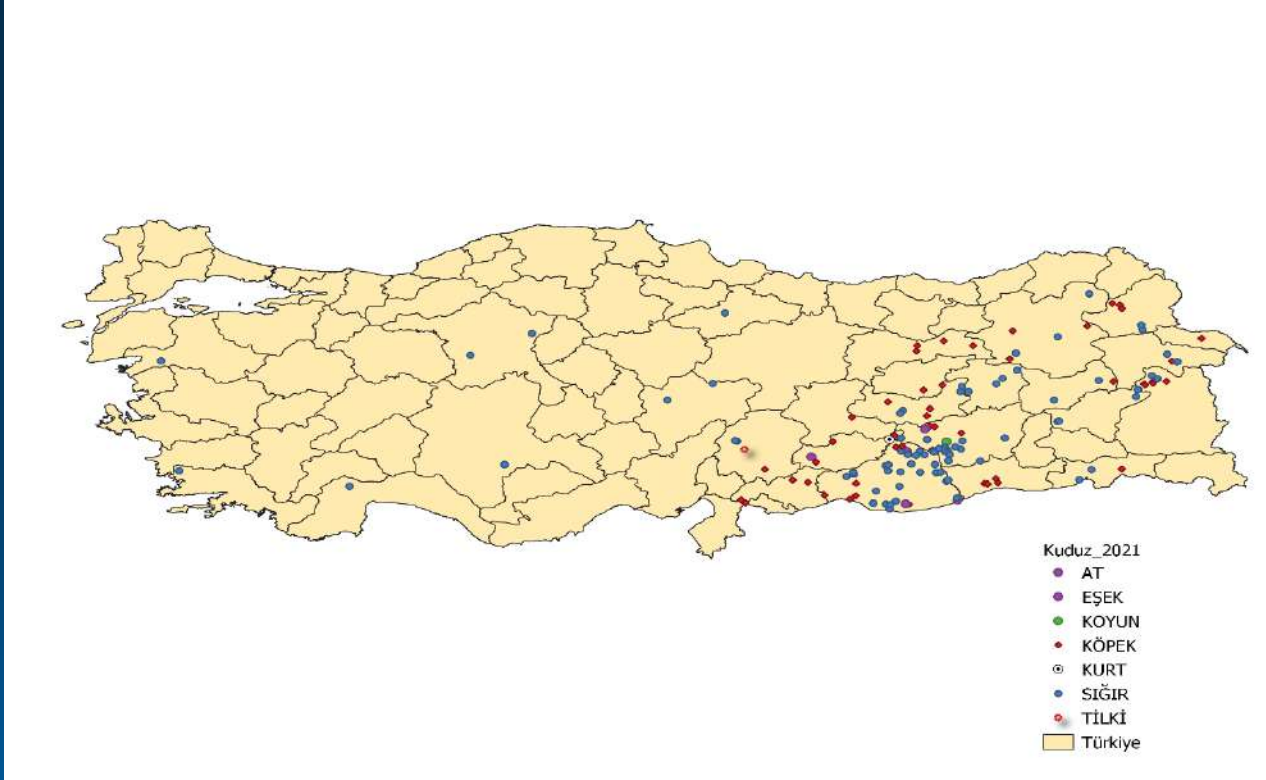 Kuduz_2021
AT
EŞEK
KOYUN
KÖPEK
KURT
SIĞIR
TİLKİ
Türkiye